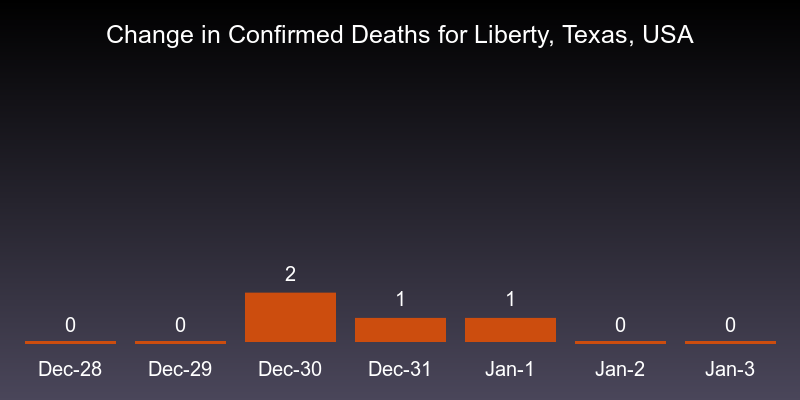 Change in Confirmed Deaths for Liberty, Texas, USA
2
1 1
0 0 0 0
Dec-28 Dec-29 Dec-30 Dec-31 Jan-1 Jan-2 Jan-3